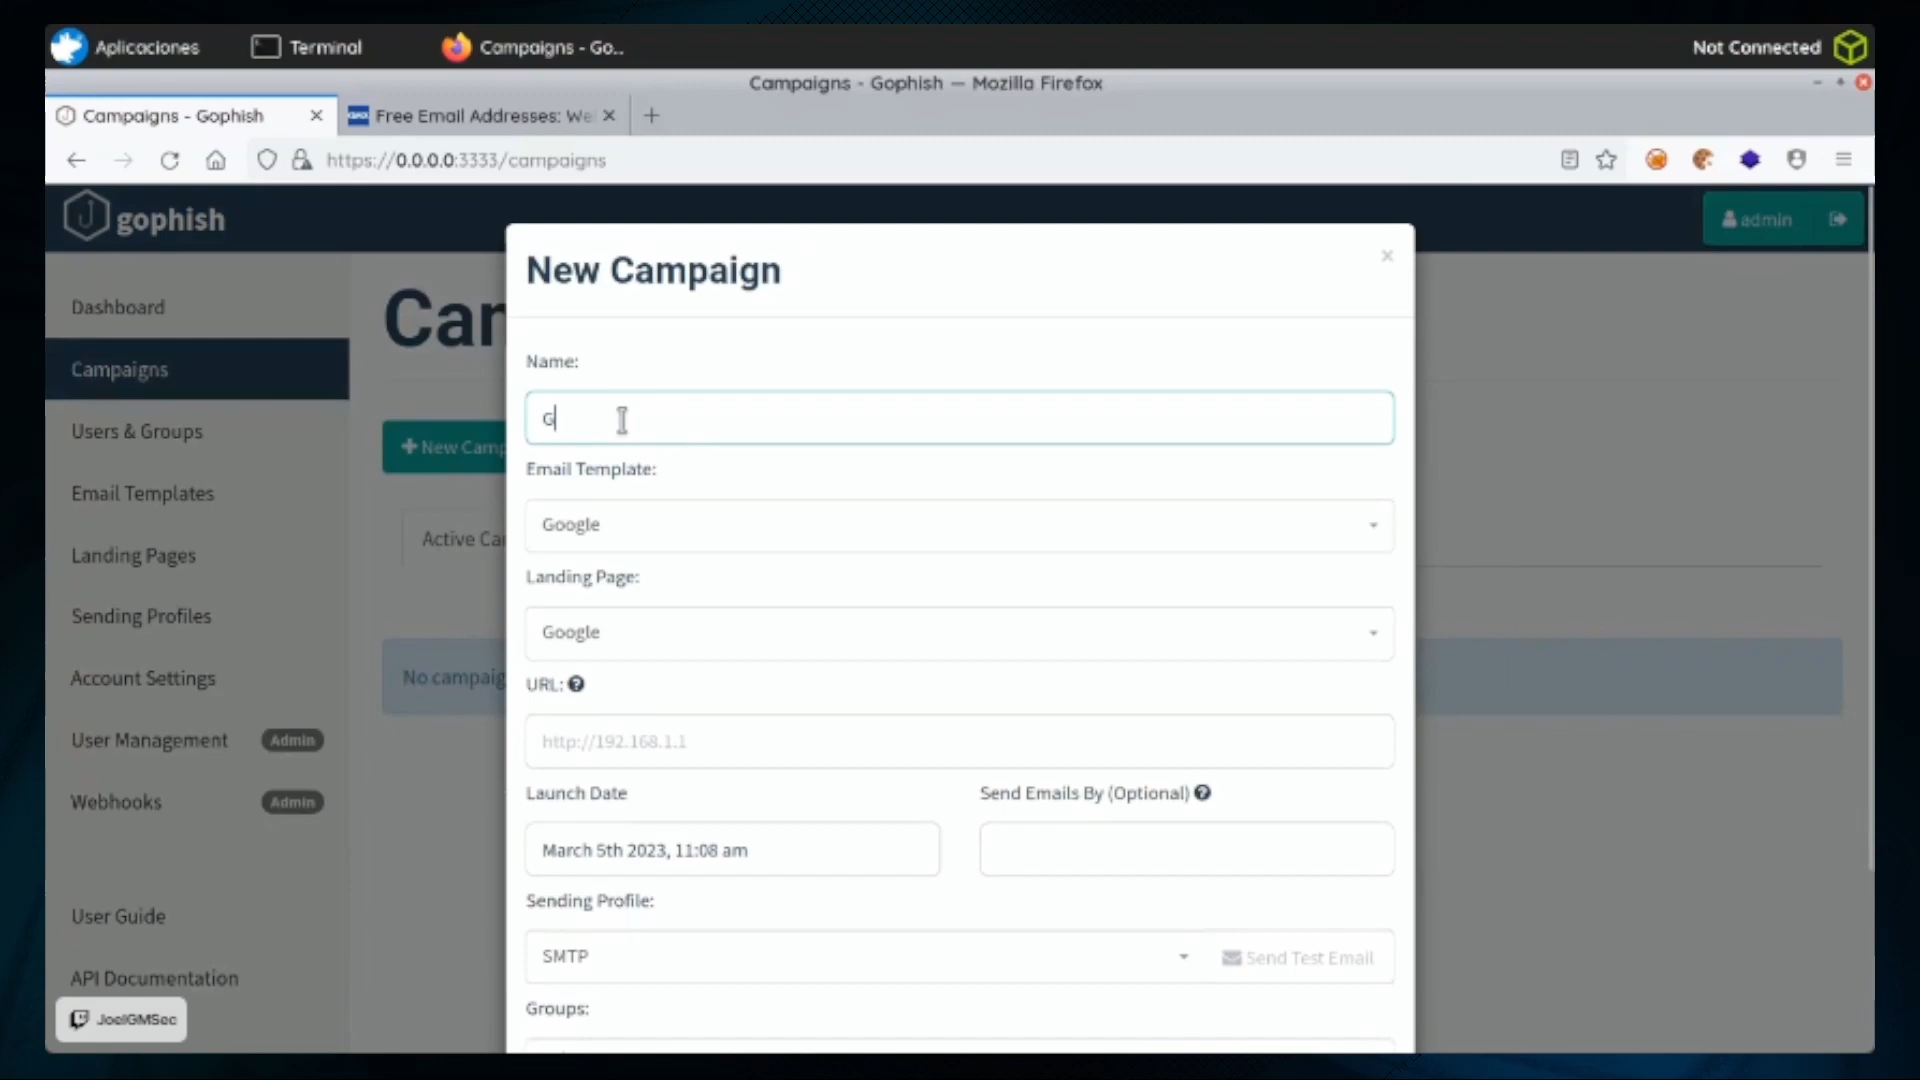 Aplicaciones
Terminal
Campaigns - Go...
Not Connected
Campaigns - Gophish — Mozilla Firefox
Campaigns - Gophish
Free Email Addresses: We
https://0.0.0.0:3333/campaigns
gophish
admin
New Campaign
Dashboard
Campaigns
Users & Groups
Email Templates
Landing Pages
Sending Profiles
Account Settings
User Management
Admin
Webhooks
Admin
User Guide
API Documentation
JoelGMSec
Cam
New Camp
Active Ca
No campaig
Name:
G
Email Template:
Google
Landing Page:
Google
URL:
http://192.168.1.1
Launch Date
Send Emails By (Optional)
March 5th 2023, 11:08 am
Sending Profile:
SMTP
Send Test Email
Groups: